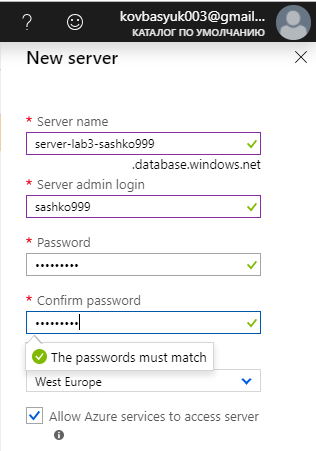 ?
kovbasyuk003@gmail...
КАТАЛОГ ПО УМОЛЧАНИЮ
New server
* Server name
server-lab3-sashko999
.database.windows.net
* Server admin login
sashko999
* Password
•••••••••
* Confirm password
•••••••••
The passwords must match
West Europe
Allow Azure services to access server